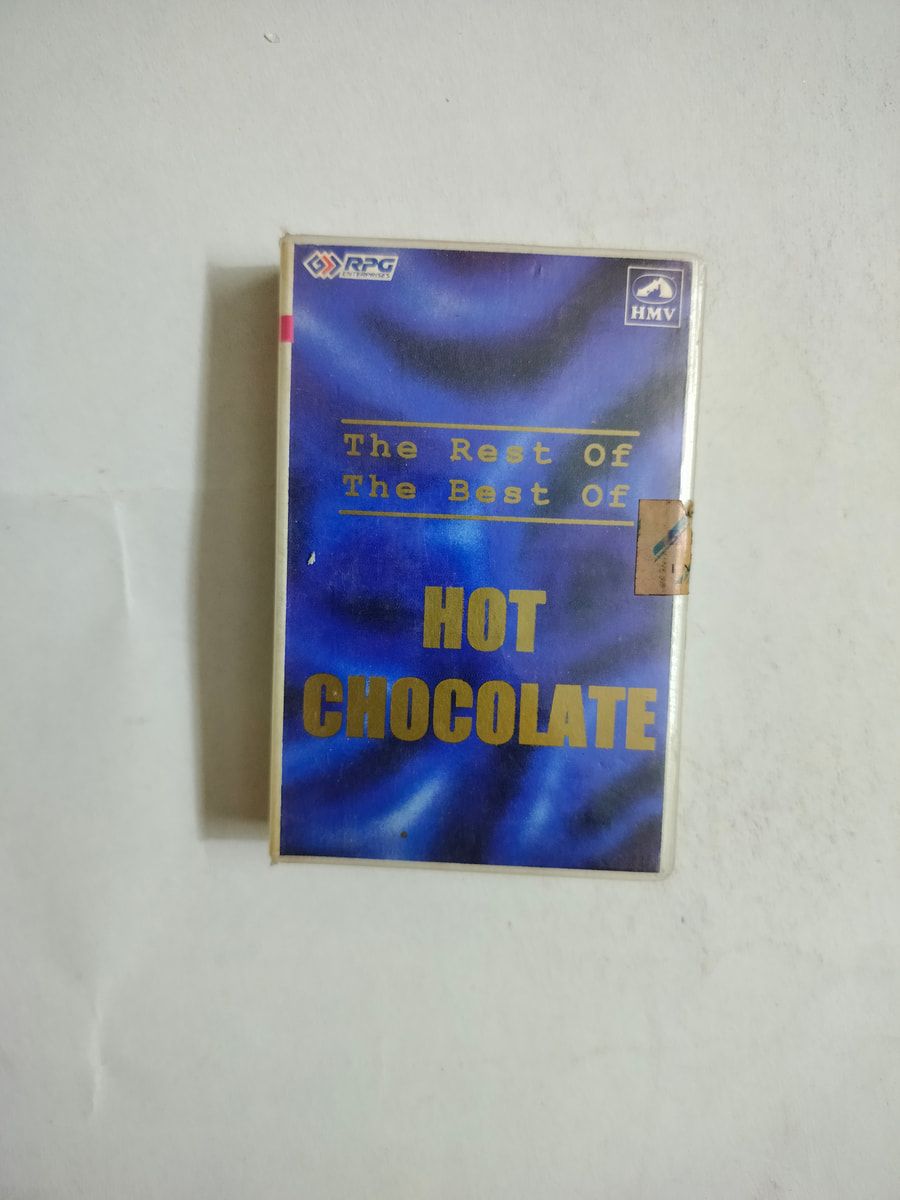 RPG
ENTERPRISES
HMV
The Rest Of
The Best Of
HOT
CHOCOLATE